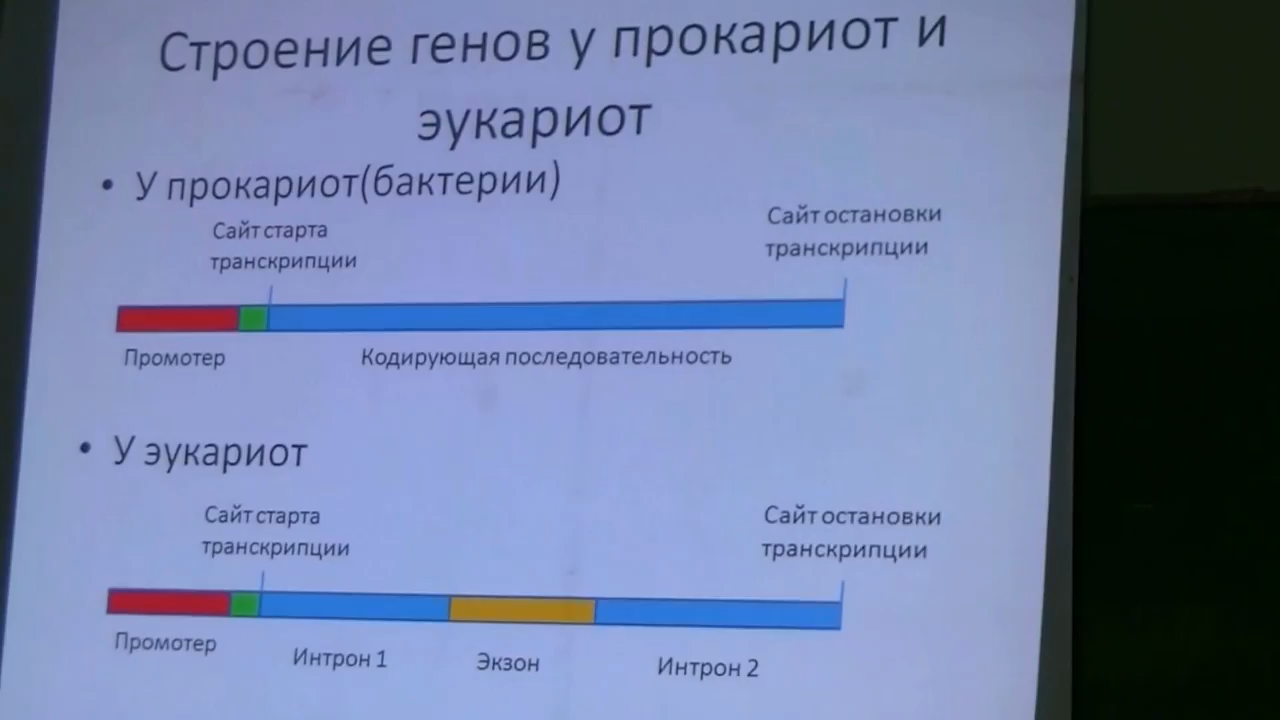 Строение генов у прокариот и
эукариот
• У прокариот(бактерии)
Сайт старта
транскрипции
Сайт остановки
транскрипции
Промотер
Кодирующая последовательность
• У эукариот
Сайт старта
транскрипции
Сайт остановки
транскрипции
Промотер
Интрон 1
Экзон
Интрон 2